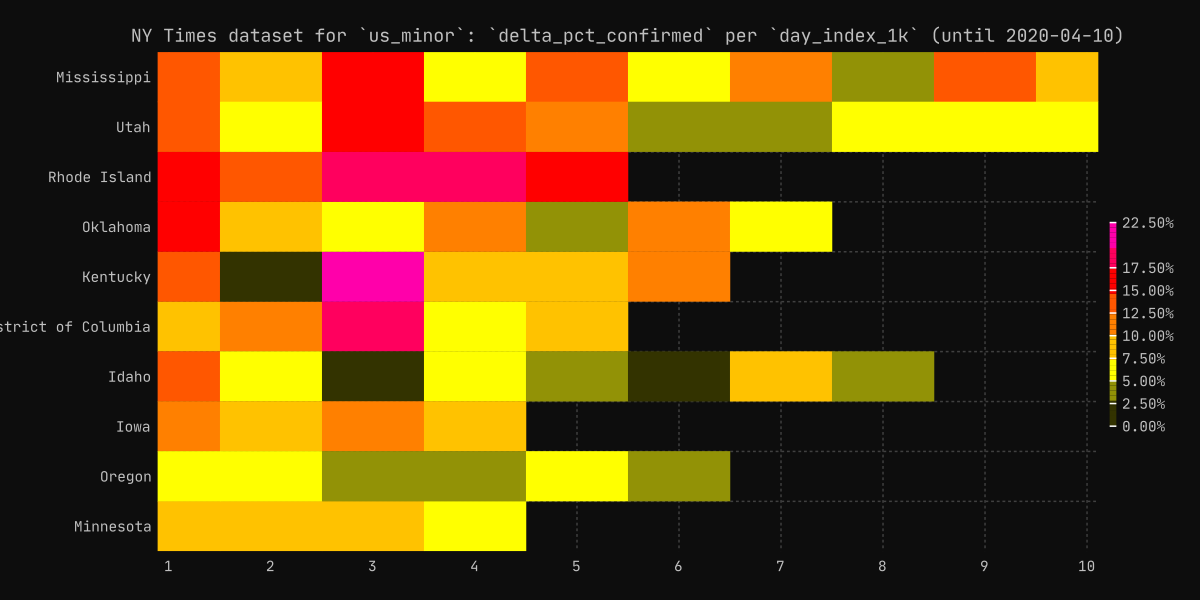 NY Times dataset for `us_minor`: `delta_pct_confirmed` per `day_index_1k` (until 2020-04-10)
Mississippi
Utah
Rhode Island
Oklahoma
Kentucky
strict of Columbia
Idaho
Iowa
Oregon
Minnesota
1 2 3 4 5 6 7 8 9 10
22.50%
17.50%
15.00%
12.50%
10.00%
7.50%
5.00%
2.50%
0.00%